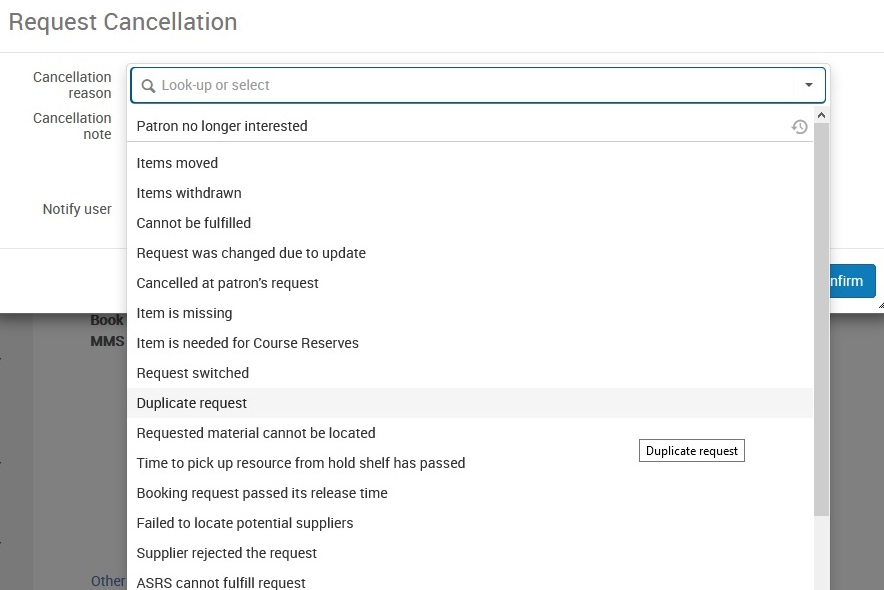 Request Cancellation
Cancellation
reason
Look-up or select
Cancellation
note
Patron no longer interested
Items moved
Items withdrawn
Notify user
Cannot be fulfilled
Request was changed due to update
Cancelled at patron's request
nfirm
Item is missing
Book
MMS
Item is needed for Course Reserves
Request switched
Duplicate request
Requested material cannot be located
Duplicate request
Time to pick up resource from hold shelf has passed
Booking request passed its release time
Failed to locate potential suppliers
Supplier rejected the request
Other
ASRS cannot fulfill request